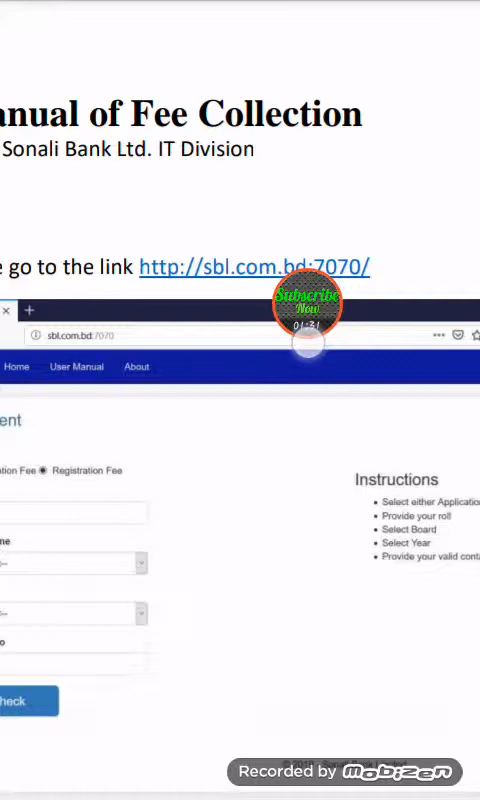 anual of Fee Collection
Sonali Bank Ltd. IT Division
e go to the link http://sbl.com.bd:7070/
Subscribe
Now
01:31
sbl.com.bd:7070
Home User Manual About
ent
tion Fee Registration Fee
Instructions
Select either Applicatio
Provide your roll
Select Board
Select Year
Provide your valid conta
me
--
--
o
heck
Recorded by mobizen